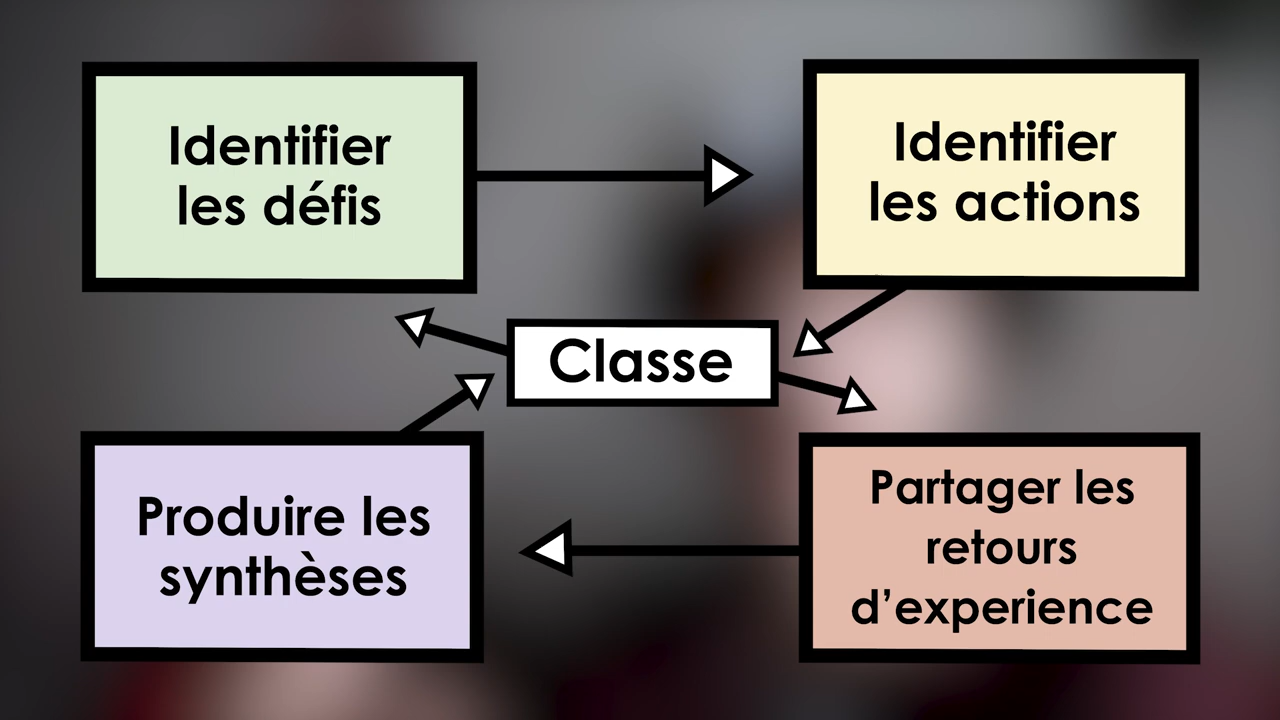 Identifier
les défis
Identifier
les actions
Classe
Produire les
synthèses
Partager les
retours
d’experience